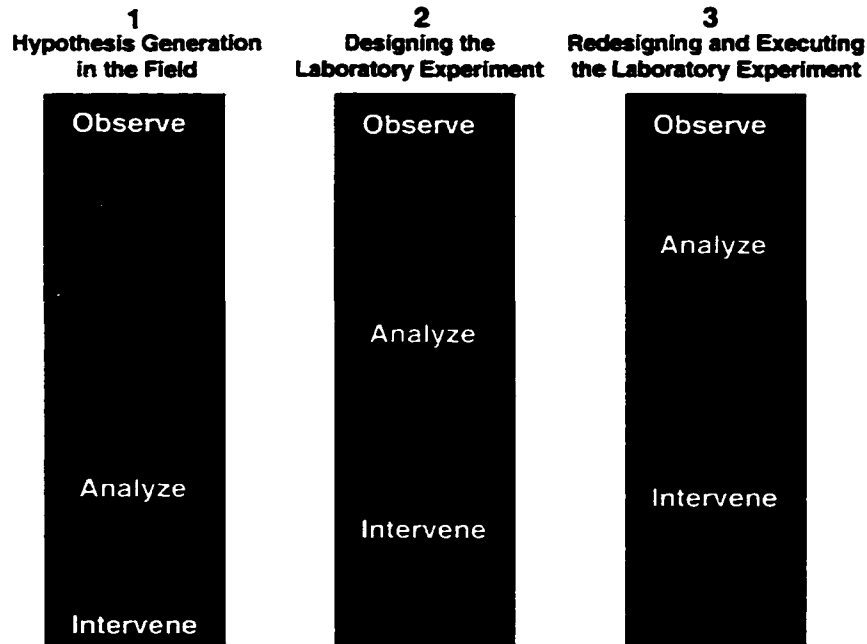 1
Hypothesis Generation
in the Field
Observe
Analyze
Intervene
2
Designing the
Laboratory Experiment
Observe
Analyze
Intervene
3
Redesigning and Executing
the Laboratory Experiment
Observe
Analyze
Intervene